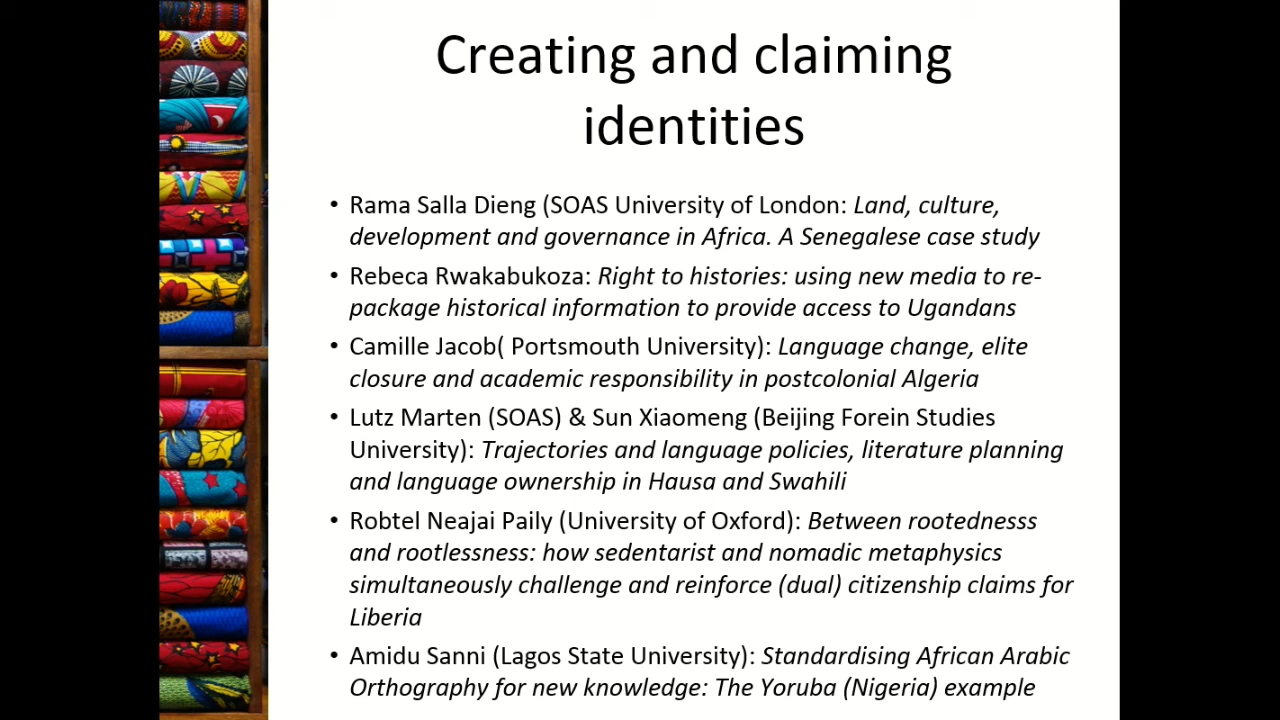 Creating and claiming
identities
• Rama Salla Dieng (SOAS University of London: Land, culture,
development and governance in Africa. A Senegalese case study
• Rebeca Rwakabukoza: Right to histories: using new media to re-
package historical information to provide access to Ugandans
• Camille Jacob( Portsmouth University): Language change, elite
closure and academic responsibility in postcolonial Algeria
• Lutz Marten (SOAS) & Sun Xiaomeng (Beijing Forein Studies
University): Trajectories and language policies, literature planning
and language ownership in Hausa and Swahili
• Robtel Neajai Paily (University of Oxford): Between rootednesss
and rootlessness: how sedentarist and nomadic metaphysics
simultaneously challenge and reinforce (dual) citizenship claims for
Liberia
• Amidu Sanni (Lagos State University): Standardising African Arabic
Orthography for new knowledge: The Yoruba (Nigeria) example